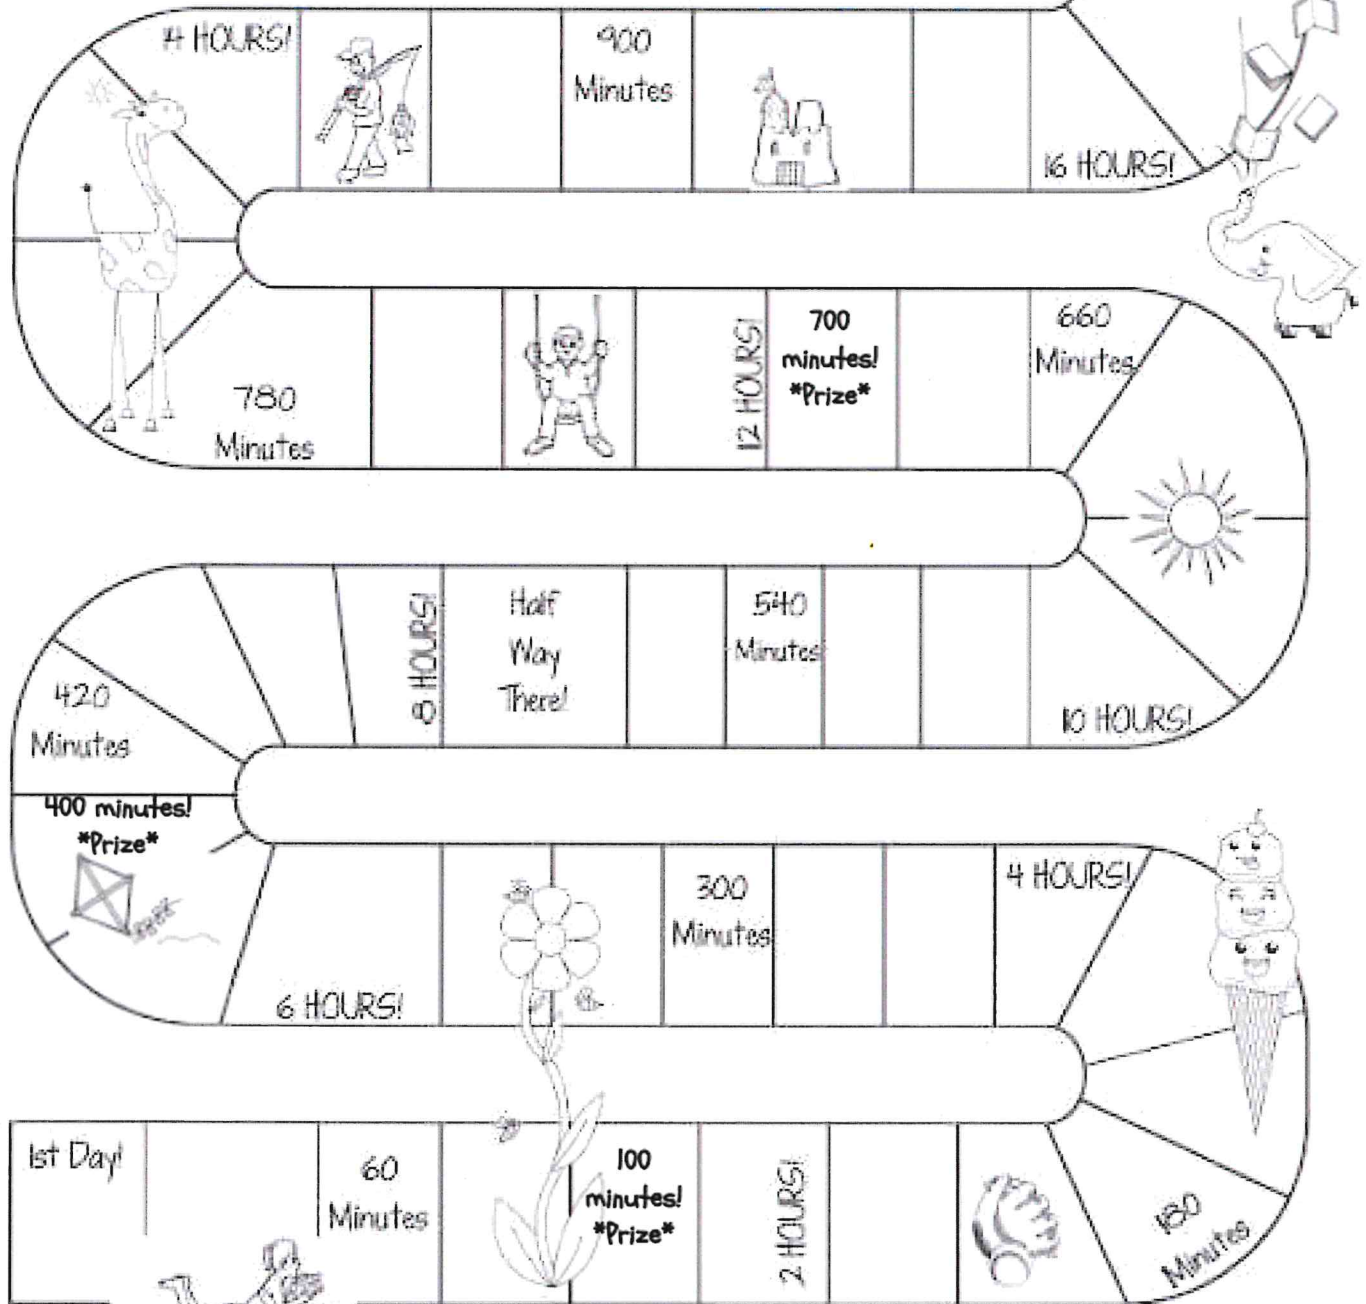 14 HOURS!
900
Minutes
16 HOURS!
780
Minutes
12 HOURS!
700
minutes!
*Prize*
660
Minutes
420
Minutes
8 HOURS!
Half
Way
There!
540
Minutes
10 HOURS!
400 minutes!
*Prize*
6 HOURS!
300
Minutes
4 HOURS!
1st Day!
60
Minutes
100
minutes!
*Prize*
2 HOURS!
180
Minutes